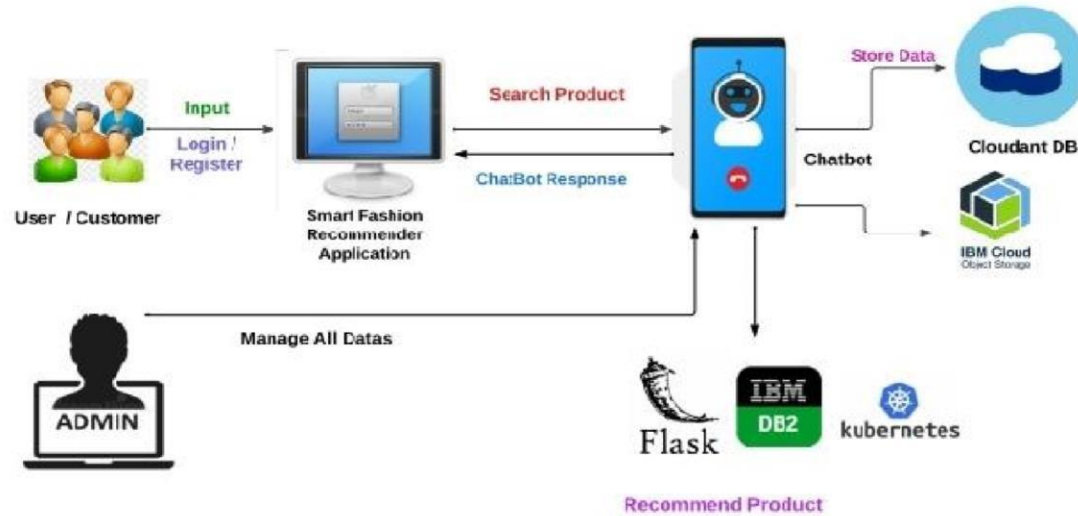 Store Data
Input
Search Product
Login /
Register
Chatbot
Cloudant DB
ChatBot Response
User / Customer
Smart Fashion
Recommender
Application
IBM Cloud
Object Storage
Manage All Datas
ADMIN
Flask
IBM
DB2
kubernetes
Recommend Product